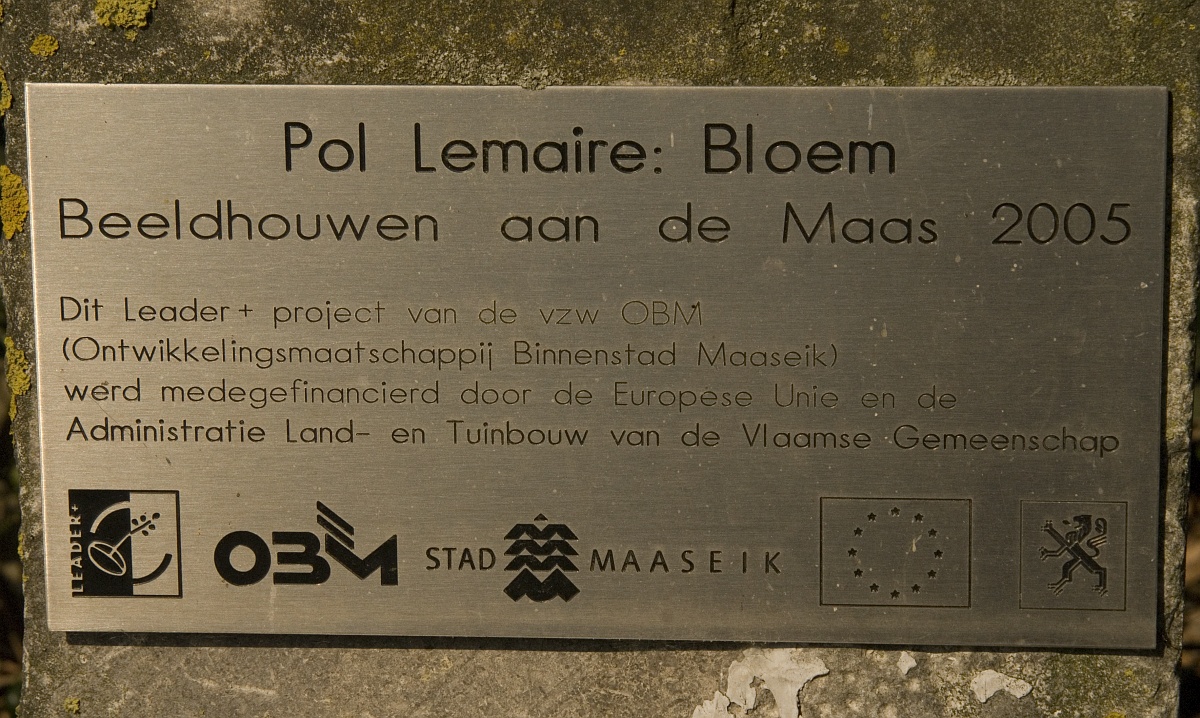 Pol Lemaire: Bloem
Beeldhouwen aan de Maas 2005
Dit Leader+ project van de vzw OBM
(Ontwikkelingsmaatschappij Binnenstad Maaseik)
werd medegefinancierd door de Europese Unie en de
Administratie Land- en Tuinbouw van de Vlaamse Gemeenschap
LEADER+
OBM
STAD MAASEIK